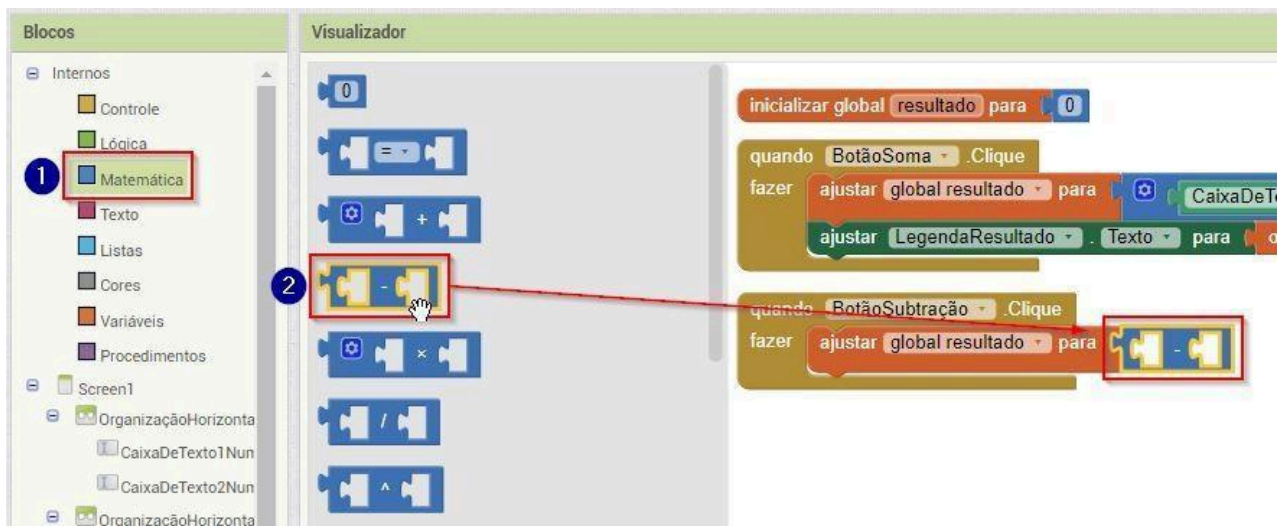 Blocos
Internos
Controle
Lógica
1
Matemática
Texto
Listas
Cores
Variáveis
Procedimentos
Screen1
OrganizaçãoHorizonta
CaixaDeTexto1Num
CaixaDeTexto2Num
OrganizaçãoHorizonta
Visualizador
0
=
+
2
-
×
/
^
inicializar global resultado para 0
quando BotãoSoma .Clique
fazer ajustar global resultado para CaixaDeTe
ajustar LegendaResultado . Texto para o
quando BotãoSubtração .Clique
fazer ajustar global resultado para -